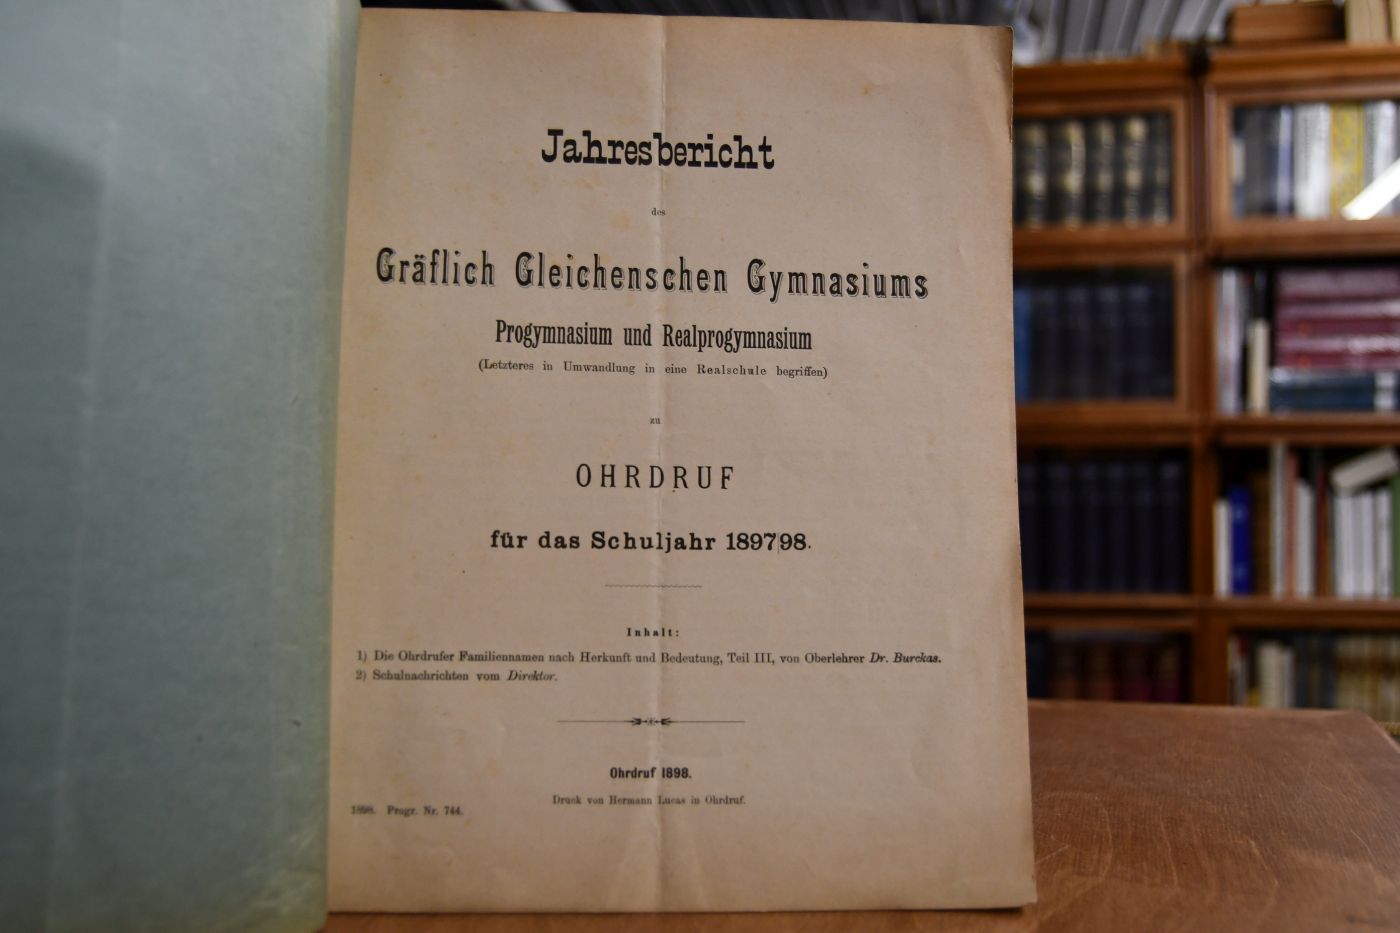 Jahresbericht
des
Gräflich Gleichenschen Gymnasiums
Progymnasium und Realprogymnasium
(Letzteres in Umwandlung in eine Realschule begriffen)
zu
OHRDRUF
für das Schuljahr 1897/98.
Inhalt:
1) Die Ohrdrufer Familiennamen nach Herkunft und Bedeutung, Teil III, von Oberlehrer Dr. Burckas.
2) Schulnachrichten vom Direktor.
Ohrdruf 1898.
Druck von Hermann Lucas in Ohrdruf.
1898. Progr. Nr. 744.